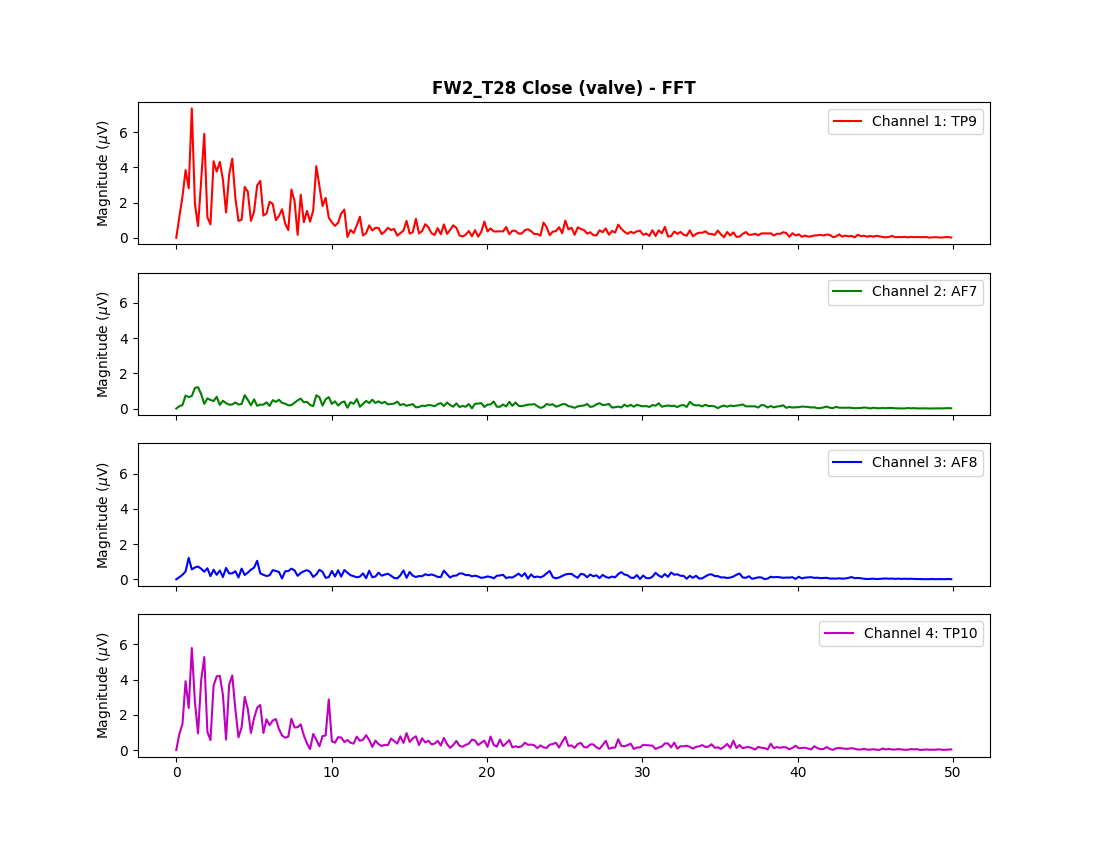 FW2_T28 Close (valve) - FFT
Magnitude (μV)
6
4
2
0
Channel 1: TP9
Magnitude (μV)
6
4
2
0
Channel 2: AF7
Magnitude (μV)
6
4
2
0
Channel 3: AF8
Magnitude (μV)
6
4
2
0
Channel 4: TP10
0 10 20 30 40 50